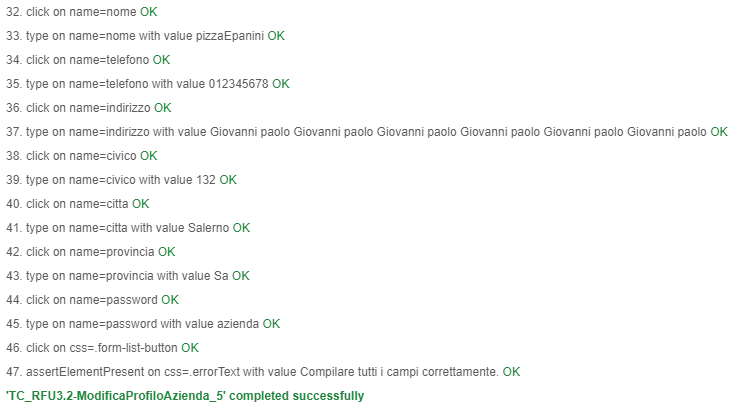 32. click on name=nome OK
33. type on name=nome with value pizzaEpanini OK
34. click on name=telefono OK
35. type on name=telefono with value 012345678 OK
36. click on name=indirizzo OK
37. type on name=indirizzo with value Giovanni paolo Giovanni paolo Giovanni paolo Giovanni paolo Giovanni paolo Giovanni paolo OK
38. click on name=civico OK
39. type on name=civico with value 132 OK
40. click on name=citta OK
41. type on name=citta with value Salerno OK
42. click on name=provincia OK
43. type on name=provincia with value Sa OK
44. click on name=password OK
45. type on name=password with value azienda OK
46. click on css=.form-list-button OK
47. assertElementPresent on css=.errorText with value Compilare tutti i campi correttamente. OK
'TC_RFU3.2-ModificaProfiloAzienda_5' completed successfully